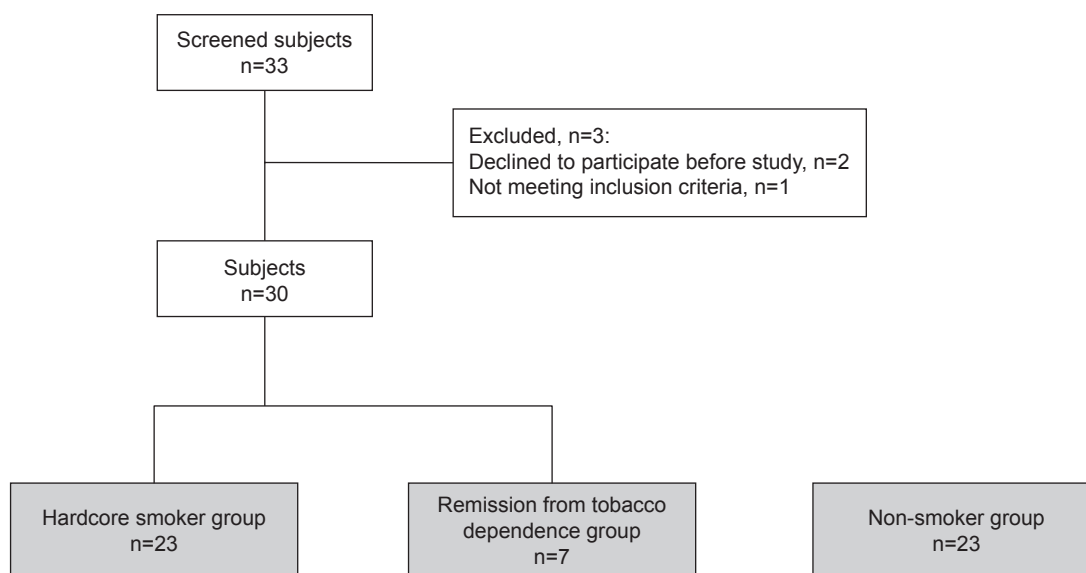 Screened subjects
n=33
Excluded, n=3:
Declined to participate before study, n=2
Not meeting inclusion criteria, n=1
Subjects
n=30
Hardcore smoker group
n=23
Remission from tobacco
dependence group
n=7
Non-smoker group
n=23